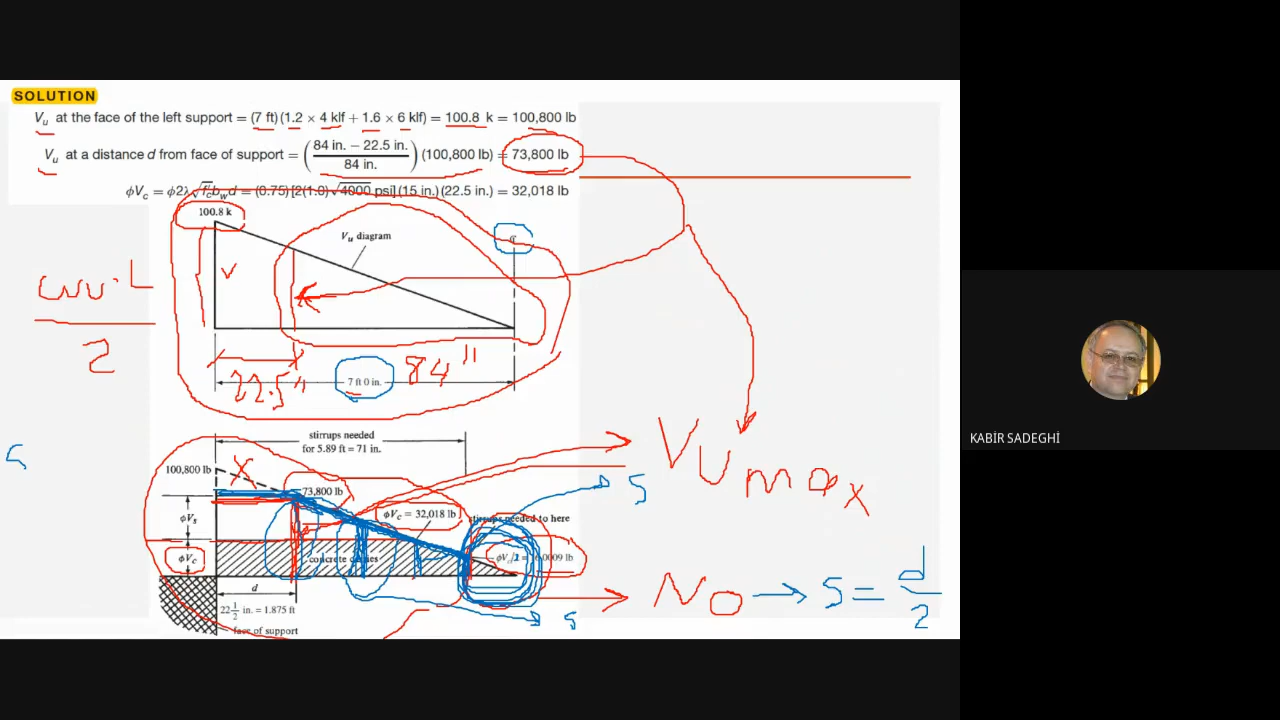 SOLUTION
Vu at the face of the left support = (7 ft)(1.2 × 4 klf + 1.6 × 6 klf) = 100.8 k = 100,800 lb
Vu at a distance d from face of support = (84 in. − 22.5 in. / 84 in.) (100,800 lb) = 73,800 lb
ϕVc = ϕ2λ√f'c bwd = (0.75)[2(1.0)√4000 psi](15 in.)(22.5 in.) = 32,018 lb
100.8 k
Vu diagram
V
L
2
22.5"
7 ft 0 in.
84"
stirrups needed
for 5.89 ft = 71 in.
100,800 lb
X
73,800 lb
Vu max
S
ϕVs
ϕVc = 32,018 lb
stirrups needed to here
ϕVc
concrete
d
No → S = d/2
22 1/2 in. = 1.875 ft
S
face of support
KABİR SADEGHİ